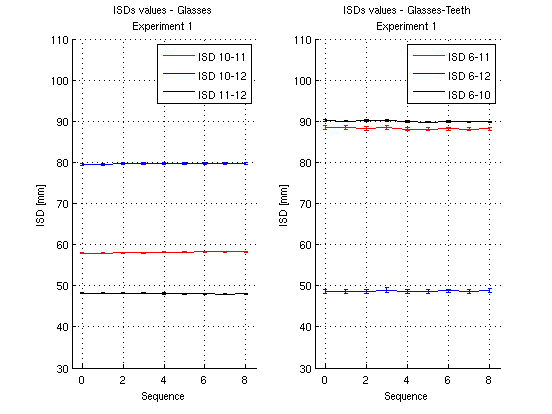 ISDs values - Glasses
Experiment 1
110
100
90
80
70
60
50
40
30
0 2 4 6 8
ISD [mm]
Sequence
ISD 10-11
ISD 10-12
ISD 11-12
ISDs values - Glasses-Teeth
Experiment 1
110
100
90
80
70
60
50
40
30
0 2 4 6 8
ISD [mm]
Sequence
ISD 6-11
ISD 6-12
ISD 6-10